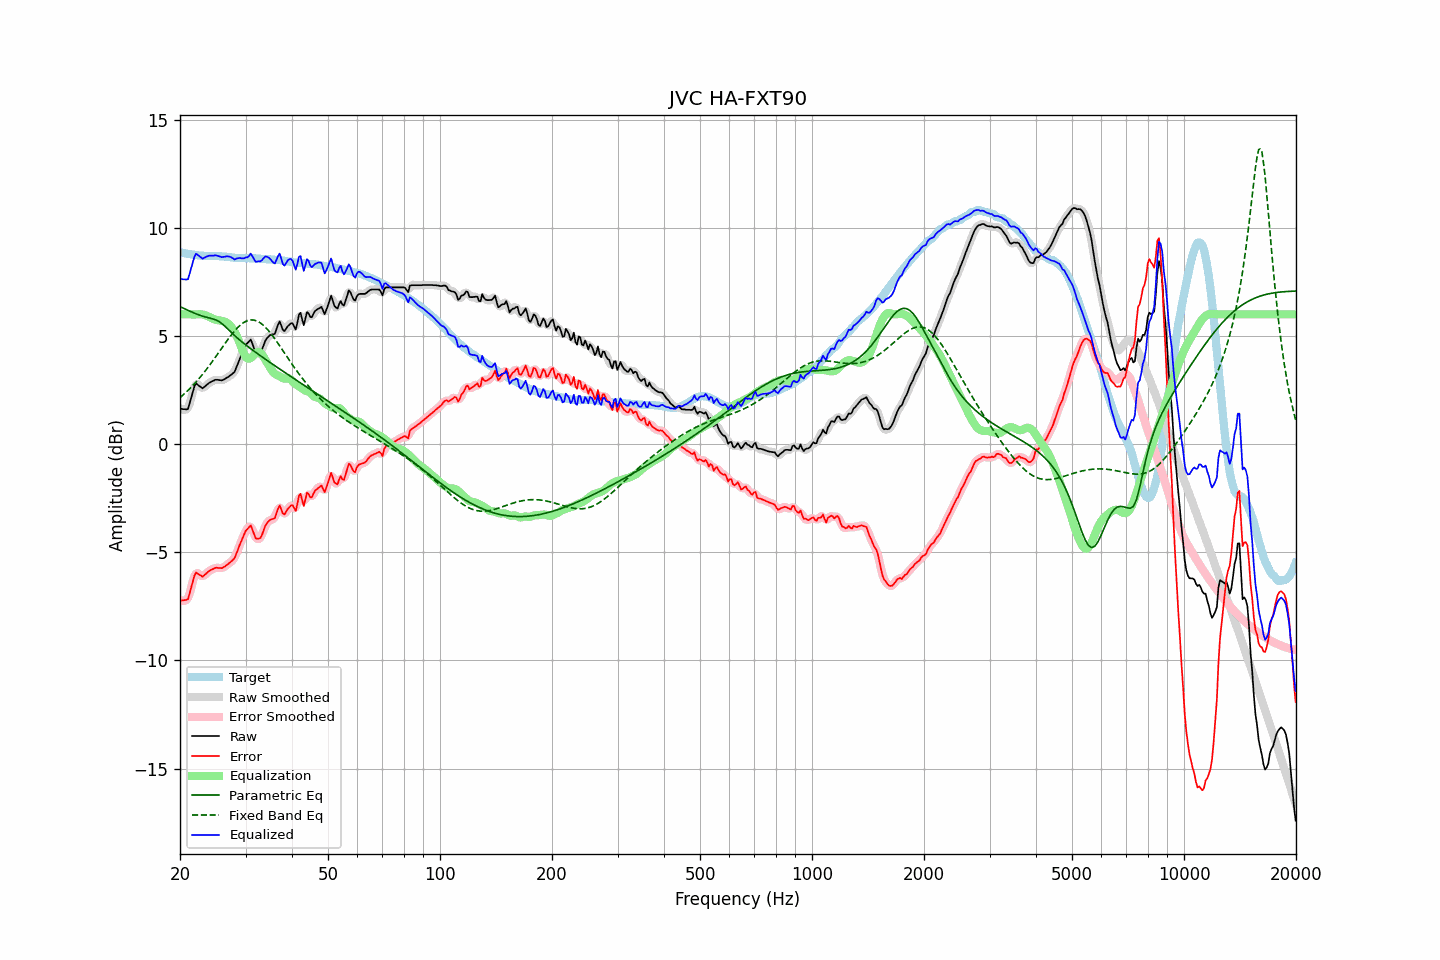 JVC HA-FXT90
Amplitude (dBr)
15
10
5
0
−5
−10
−15
Target
Raw Smoothed
Error Smoothed
Raw
Error
Equalization
Parametric Eq
Fixed Band Eq
Equalized
20 50 100 200 500 1000 2000 5000 10000 20000
Frequency (Hz)